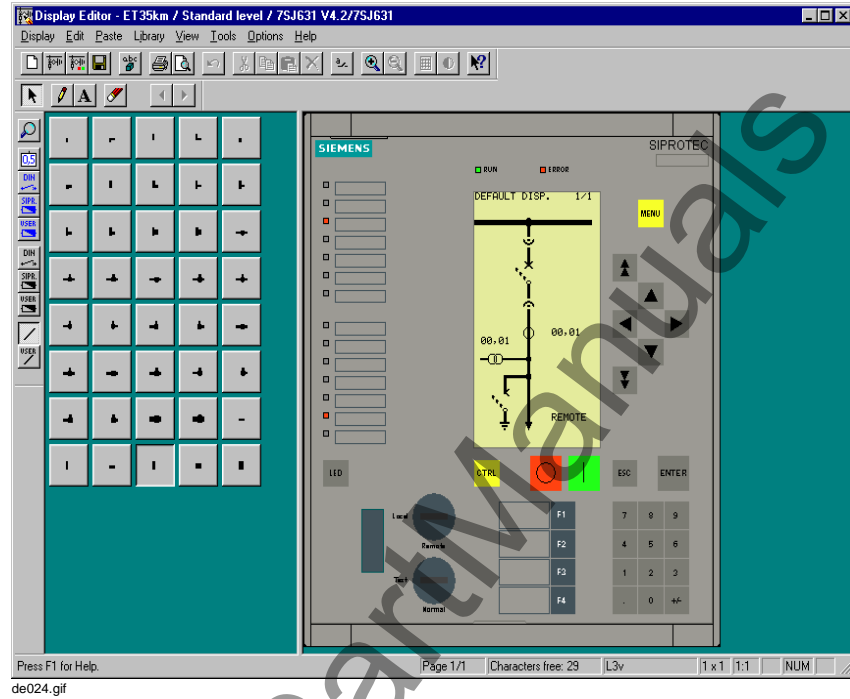 Display Editor - ET35km / Standard level / 7SJ631 V4.2/7SJ631
Display Edit Paste Library View Tools Options Help
abc
A
0,5
DIN
SIPR.
USER
DIN
SIPR.
USER
USER
SIEMENS
SIPROTEC
RUN ERROR
DEFAULT DISP. 1/1
MENU
00,01 00,01
REMOTE
LED CTRL ESC ENTER
Local
Remote
Test
Normal
F1 7 8 9
F2 4 5 6
F3 1 2 3
F4 . 0 +/-
Press F1 for Help. Page 1/1 Characters free: 29 L3v 1 x 1 1:1 NUM
de024.gif
artManuals